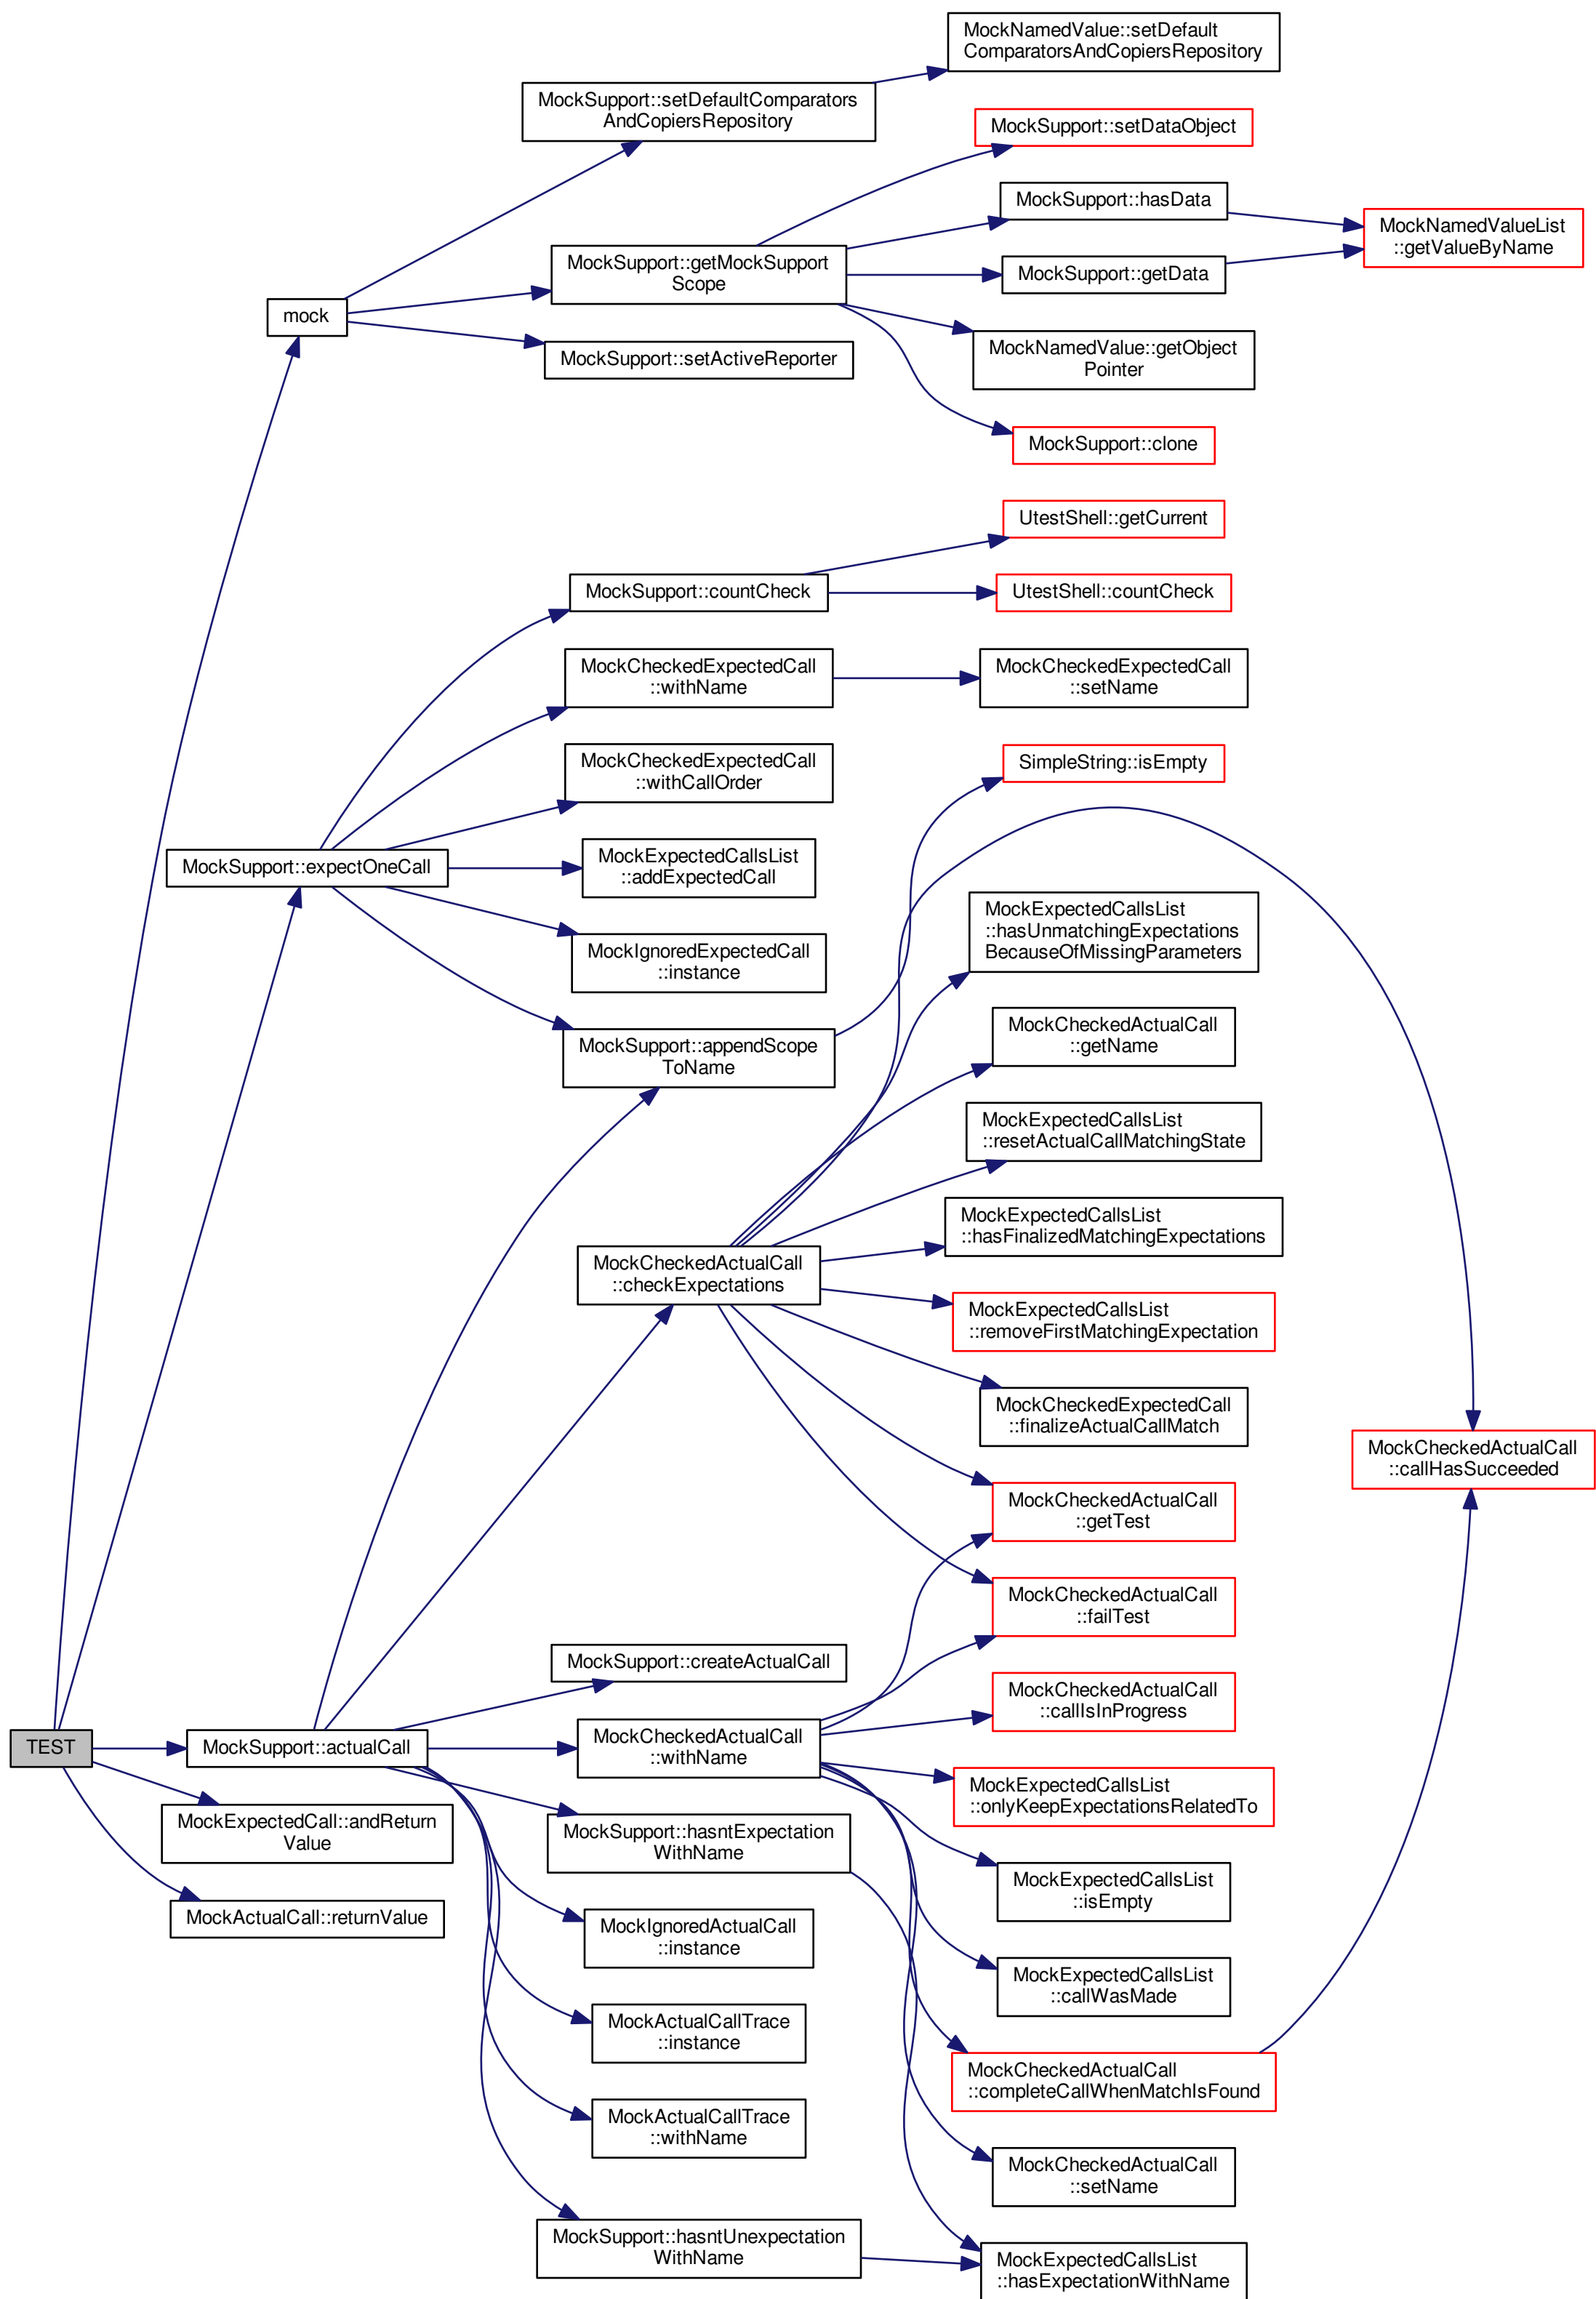 MockNamedValue::setDefault
ComparatorsAndCopiersRepository
MockSupport::setDefaultComparators
AndCopiersRepository
MockSupport::setDataObject
MockSupport::hasData
MockNamedValueList
::getValueByName
MockSupport::getMockSupport
Scope
MockSupport::getData
mock
MockNamedValue::getObject
Pointer
MockSupport::setActiveReporter
MockSupport::clone
UtestShell::getCurrent
MockSupport::countCheck
UtestShell::countCheck
MockCheckedExpectedCall
::withName
MockCheckedExpectedCall
::setName
MockCheckedExpectedCall
::withCallOrder
SimpleString::isEmpty
MockSupport::expectOneCall
MockExpectedCallsList
::addExpectedCall
MockExpectedCallsList
::hasUnmatchingExpectations
BecauseOfMissingParameters
MockIgnoredExpectedCall
::instance
MockSupport::appendScope
ToName
MockCheckedActualCall
::getName
MockExpectedCallsList
::resetActualCallMatchingState
MockExpectedCallsList
::hasFinalizedMatchingExpectations
MockCheckedActualCall
::checkExpectations
MockExpectedCallsList
::removeFirstMatchingExpectation
MockCheckedExpectedCall
::finalizeActualCallMatch
MockCheckedActualCall
::callHasSucceeded
MockCheckedActualCall
::getTest
MockCheckedActualCall
::failTest
MockSupport::createActualCall
MockCheckedActualCall
::callIsInProgress
TEST
MockSupport::actualCall
MockCheckedActualCall
::withName
MockExpectedCallsList
::onlyKeepExpectationsRelatedTo
MockExpectedCall::andReturn
Value
MockSupport::hasntExpectation
WithName
MockExpectedCallsList
::isEmpty
MockActualCall::returnValue
MockIgnoredActualCall
::instance
MockExpectedCallsList
::callWasMade
MockActualCallTrace
::instance
MockCheckedActualCall
::completeCallWhenMatchIsFound
MockActualCallTrace
::withName
MockCheckedActualCall
::setName
MockSupport::hasntUnexpectation
WithName
MockExpectedCallsList
::hasExpectationWithName